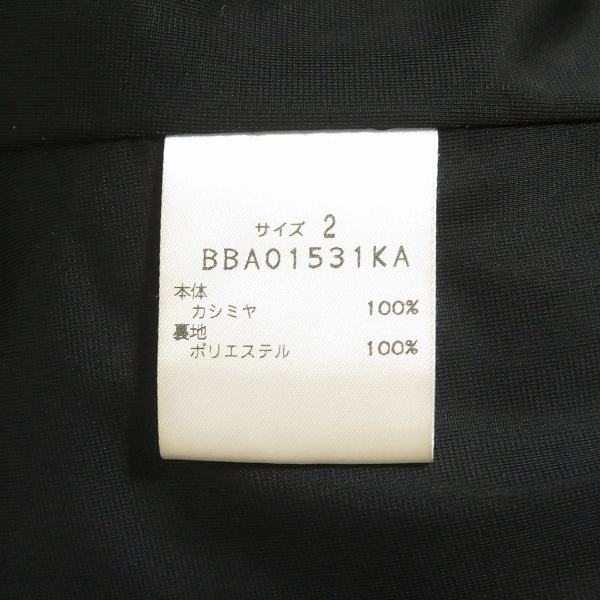 サイズ 2
BBA01531KA
本体
カシミヤ 100%
裏地
ポリエステル 100%